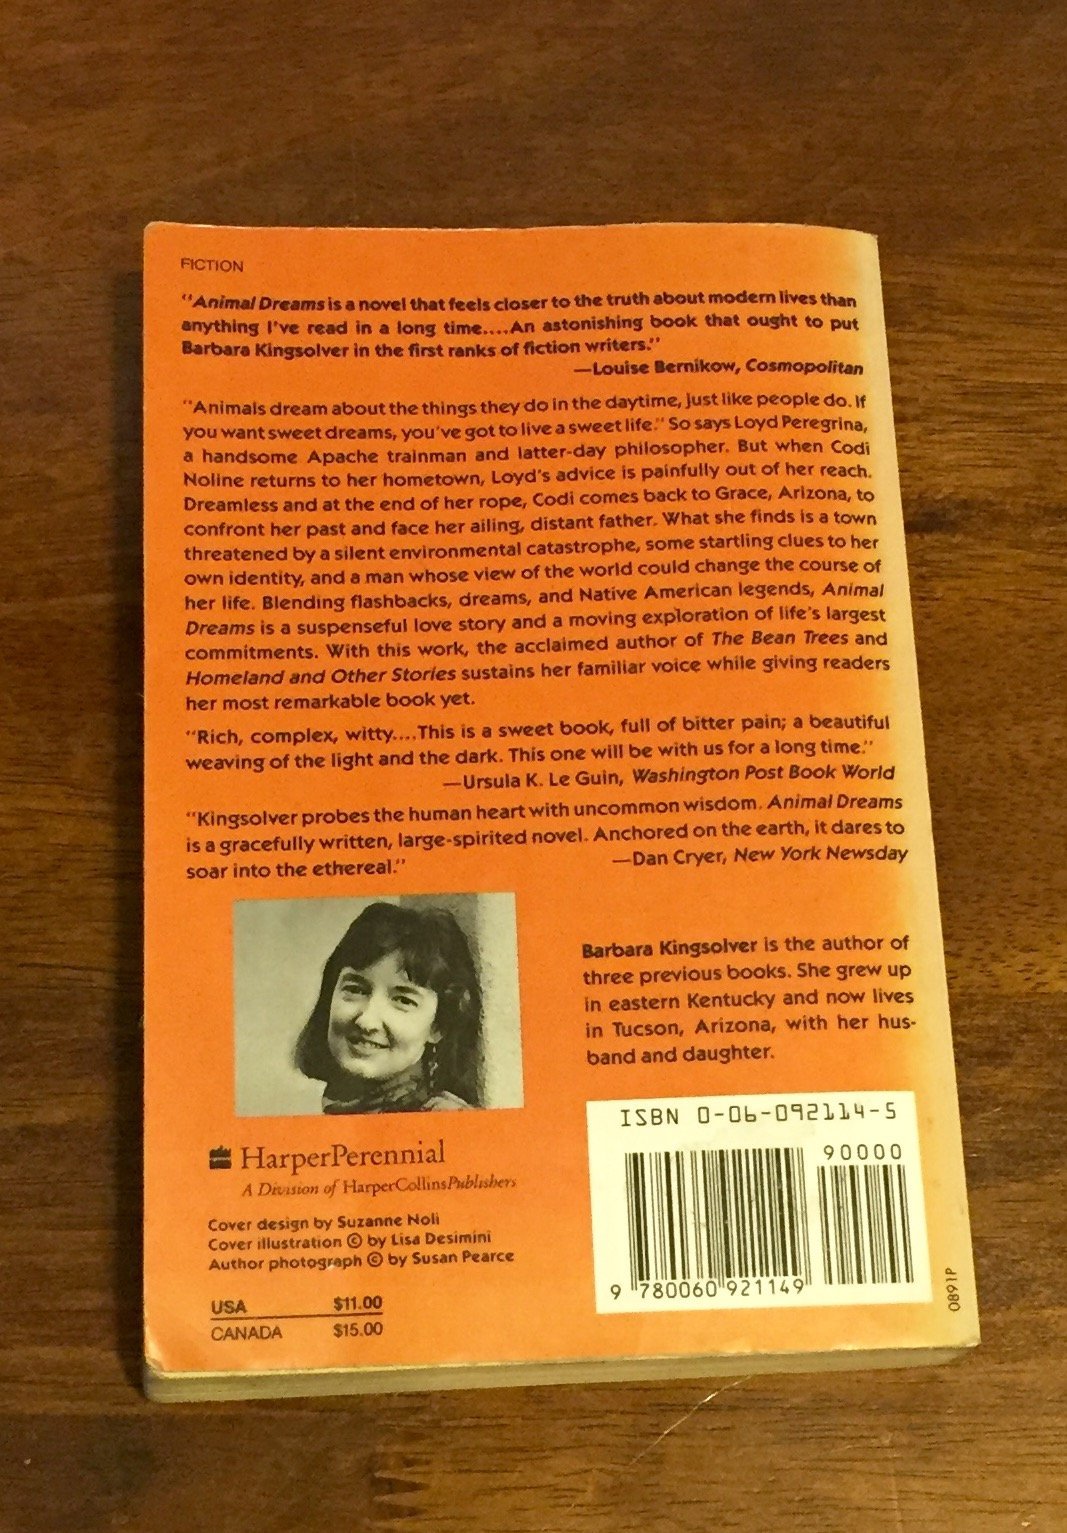 FICTION
"Animal Dreams is a novel that feels closer to the truth about modern lives than
anything I've read in a long time....An astonishing book that ought to put
Barbara Kingsolver in the first ranks of fiction writers."
—Louise Bernikow, Cosmopolitan
"Animals dream about the things they do in the daytime, just like people do. If
you want sweet dreams, you've got to live a sweet life." So says Loyd Peregrina,
a handsome Apache trainman and latter-day philosopher. But when Codi
Noline returns to her hometown, Loyd's advice is painfully out of her reach.
Dreamless and at the end of her rope, Codi comes back to Grace, Arizona, to
confront her past and face her ailing, distant father. What she finds is a town
threatened by a silent environmental catastrophe, some startling clues to her
own identity, and a man whose view of the world could change the course of
her life. Blending flashbacks, dreams, and Native American legends, Animal
Dreams is a suspenseful love story and a moving exploration of life's largest
commitments. With this work, the acclaimed author of The Bean Trees and
Homeland and Other Stories sustains her familiar voice while giving readers
her most remarkable book yet.
"Rich, complex, witty....This is a sweet book, full of bitter pain; a beautiful
weaving of the light and the dark. This one will be with us for a long time."
—Ursula K. Le Guin, Washington Post Book World
"Kingsolver probes the human heart with uncommon wisdom. Animal Dreams
is a gracefully written, large-spirited novel. Anchored on the earth, it dares to
soar into the ethereal." —Dan Cryer, New York Newsday
Barbara Kingsolver is the author of
three previous books. She grew up
in eastern Kentucky and now lives
in Tucson, Arizona, with her hus-
band and daughter.
HarperPerennial
A Division of HarperCollinsPublishers
Cover design by Suzanne Noli
Cover illustration © by Lisa Desimini
Author photograph © by Susan Pearce
USA $11.00
CANADA $15.00
ISBN 0-06-092114-5
90000
9 780060 921149
0891P